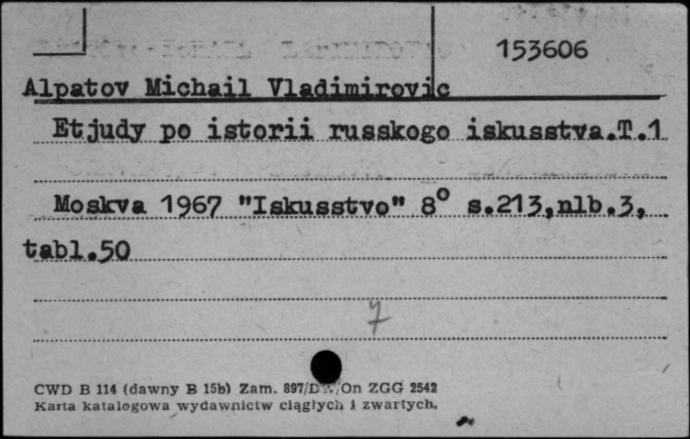 153606
Alpatov Michail Vladimirovic
Etjudy po istorii russkogo iskusstva.T.1
Moskva 1967 "Iskusstvo" 8° s.213,nlb.3,
tabl.50
7
CWD B 114 (dawny B 15b) Zam. 897/D On ZGG 2542
Karta katalogowa wydawnictw ciągłych i zwartych.